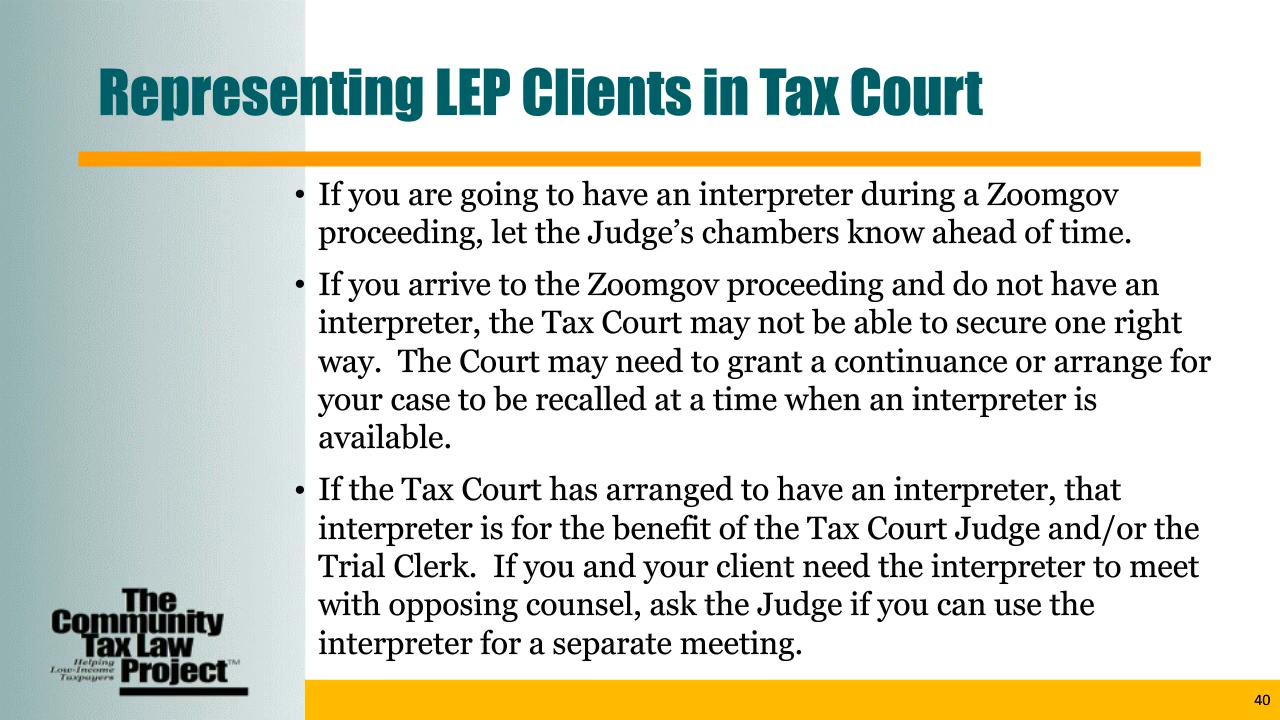 Representing LEP Clients in Tax Court
• If you are going to have an interpreter during a Zoomgov
proceeding, let the Judge’s chambers know ahead of time.
• If you arrive to the Zoomgov proceeding and do not have an
interpreter, the Tax Court may not be able to secure one right
way.  The Court may need to grant a continuance or arrange for
your case to be recalled at a time when an interpreter is
available.
• If the Tax Court has arranged to have an interpreter, that
interpreter is for the benefit of the Tax Court Judge and/or the
Trial Clerk.  If you and your client need the interpreter to meet
with opposing counsel, ask the Judge if you can use the
interpreter for a separate meeting.
The
Community
Tax Law
Helping
Low-Income
Taxpayers
Project™
40